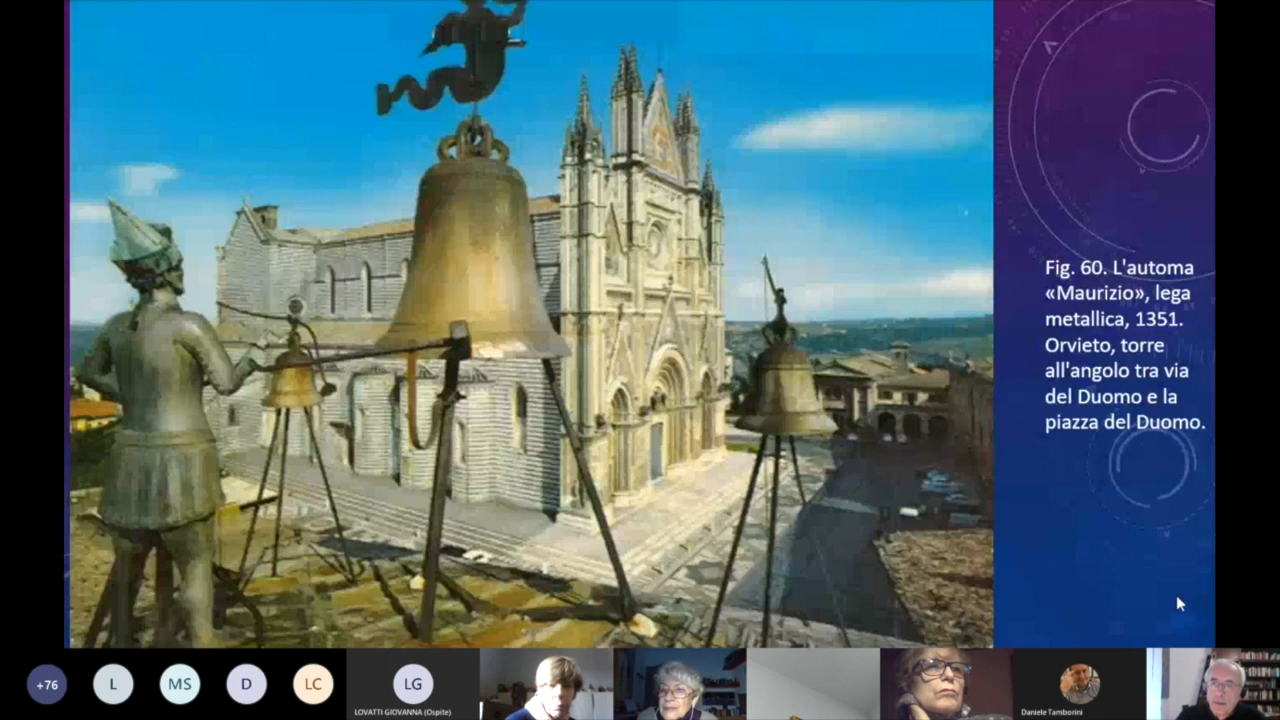 Fig. 60. L'automa
«Maurizio», lega
metallica, 1351.
Orvieto, torre
all'angolo tra via
del Duomo e la
piazza del Duomo.
+76
L
MS
D
LC
LG
LOVATTI GIOVANNA (Ospite)
Daniele Tamborini